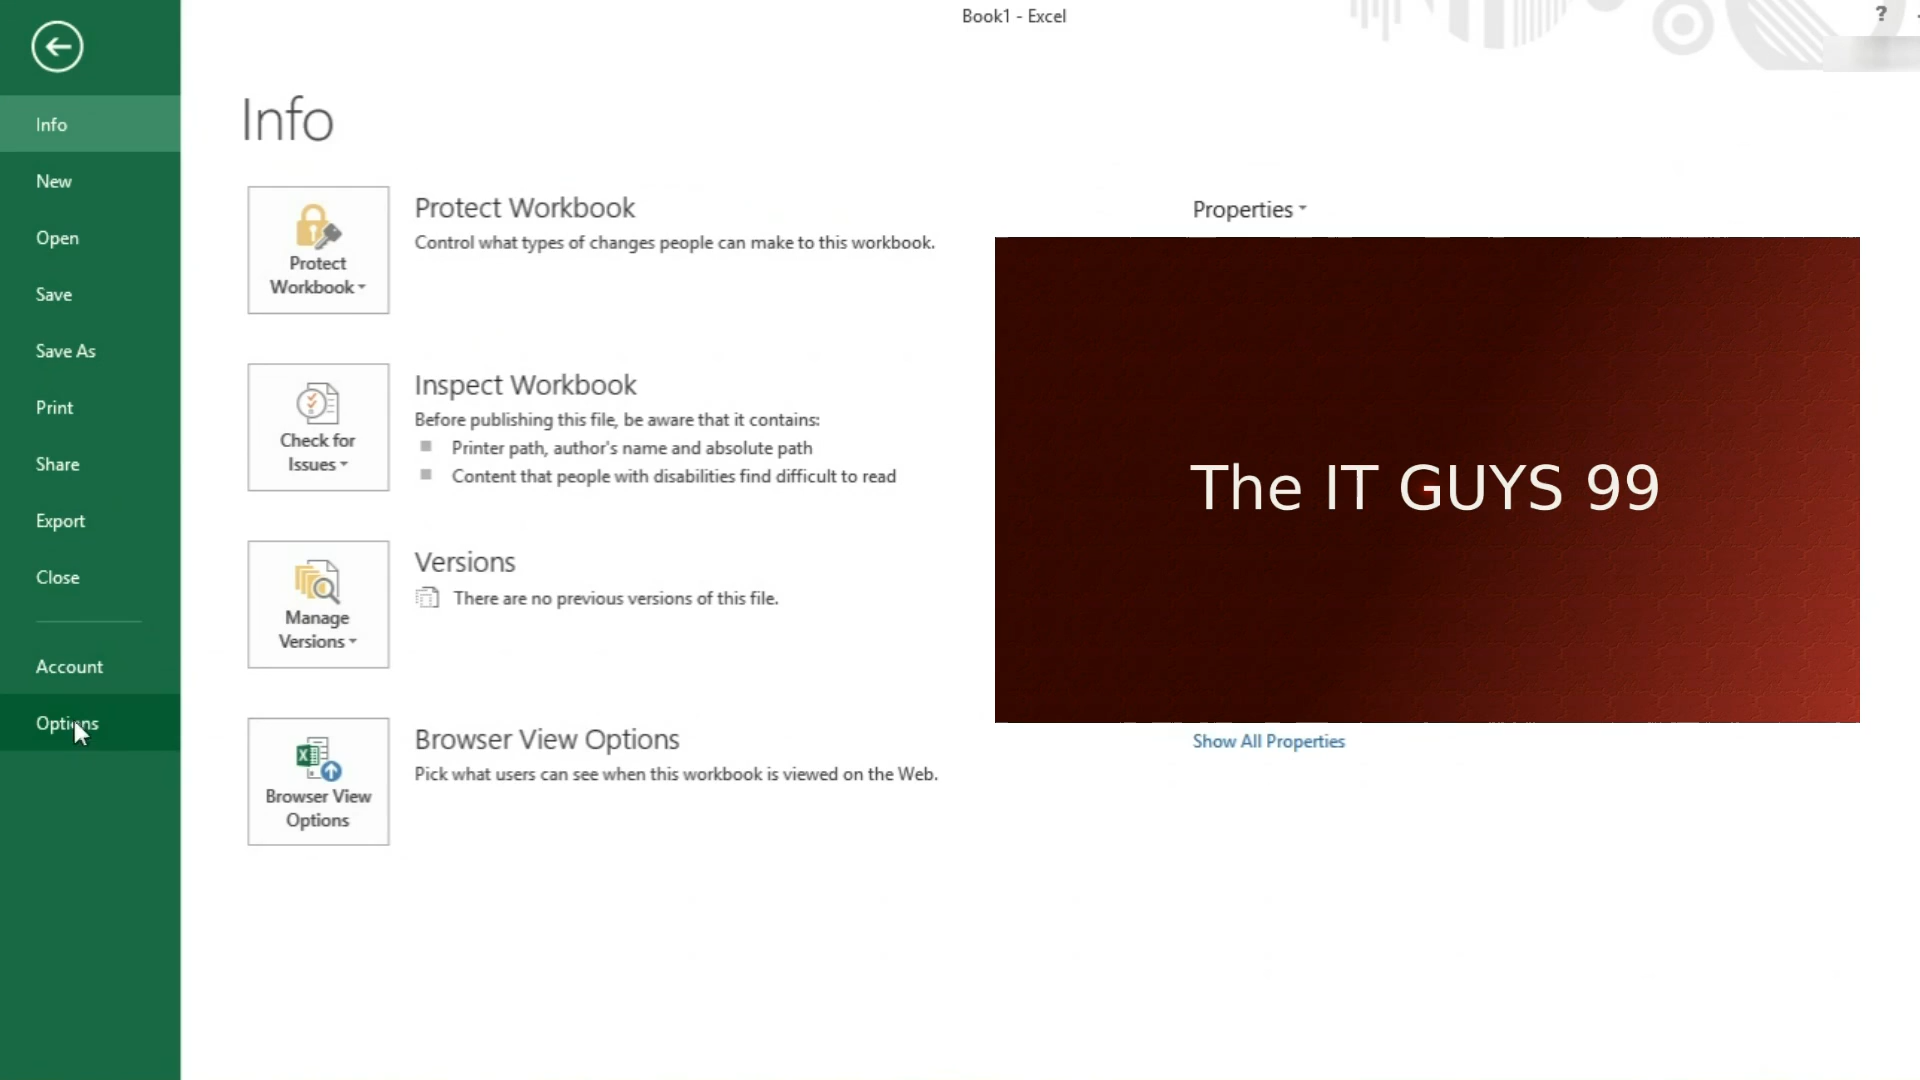 Book1 - Excel
?
Info
New
Open
Save
Save As
Print
Share
Export
Close
Account
Options
Info
Protect
Workbook
Protect Workbook
Control what types of changes people can make to this workbook.
Check for
Issues
Inspect Workbook
Before publishing this file, be aware that it contains:
Printer path, author's name and absolute path
Content that people with disabilities find difficult to read
Manage
Versions
Versions
There are no previous versions of this file.
Browser View
Options
Browser View Options
Pick what users can see when this workbook is viewed on the Web.
Properties
The IT GUYS 99
Show All Properties